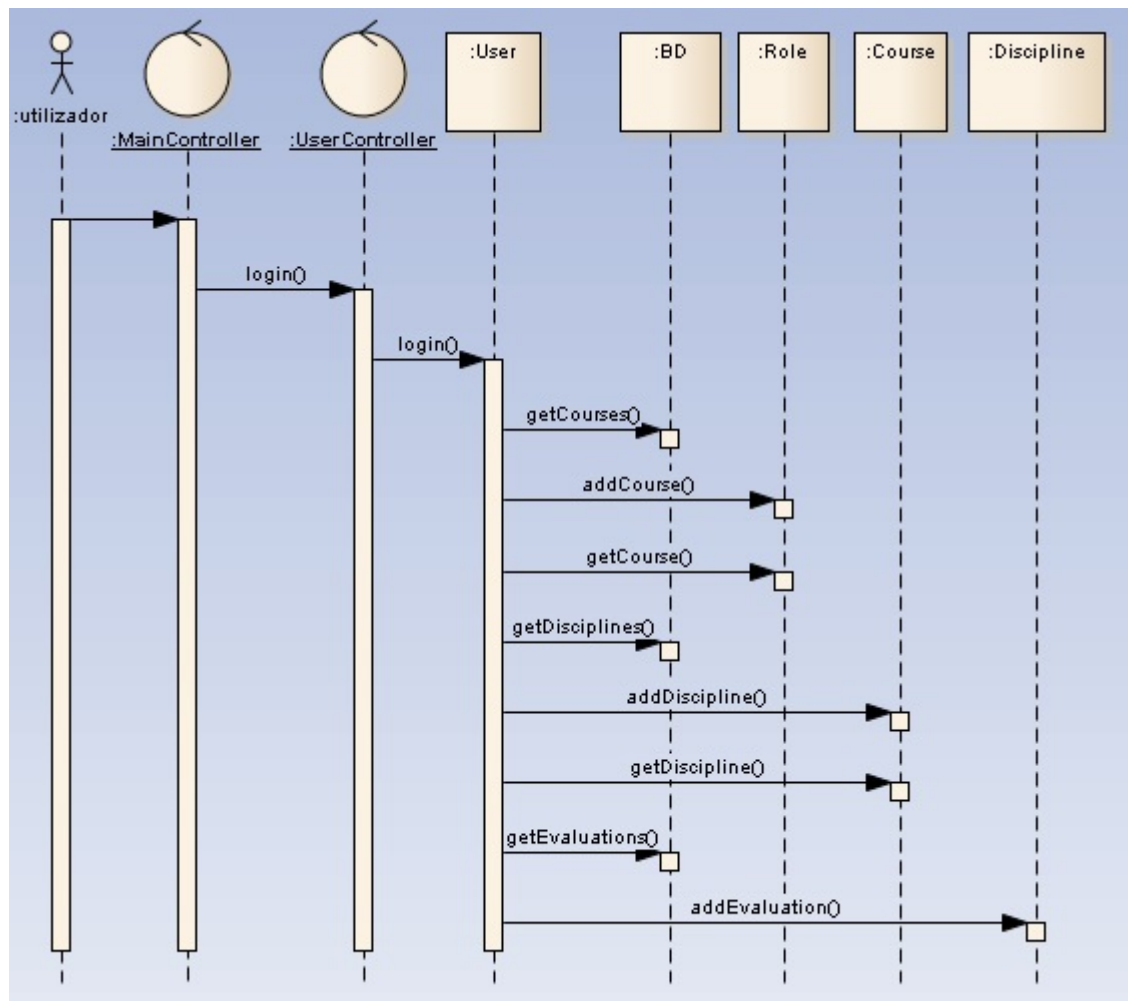 :User
:BD
:Role
:Course
:Discipline
:utilizador
:MainController
:UserController
login()
login()
getCourses()
addCourse()
getCourse()
getDisciplines()
addDiscipline()
getDiscipline()
getEvaluations()
addEvaluation()